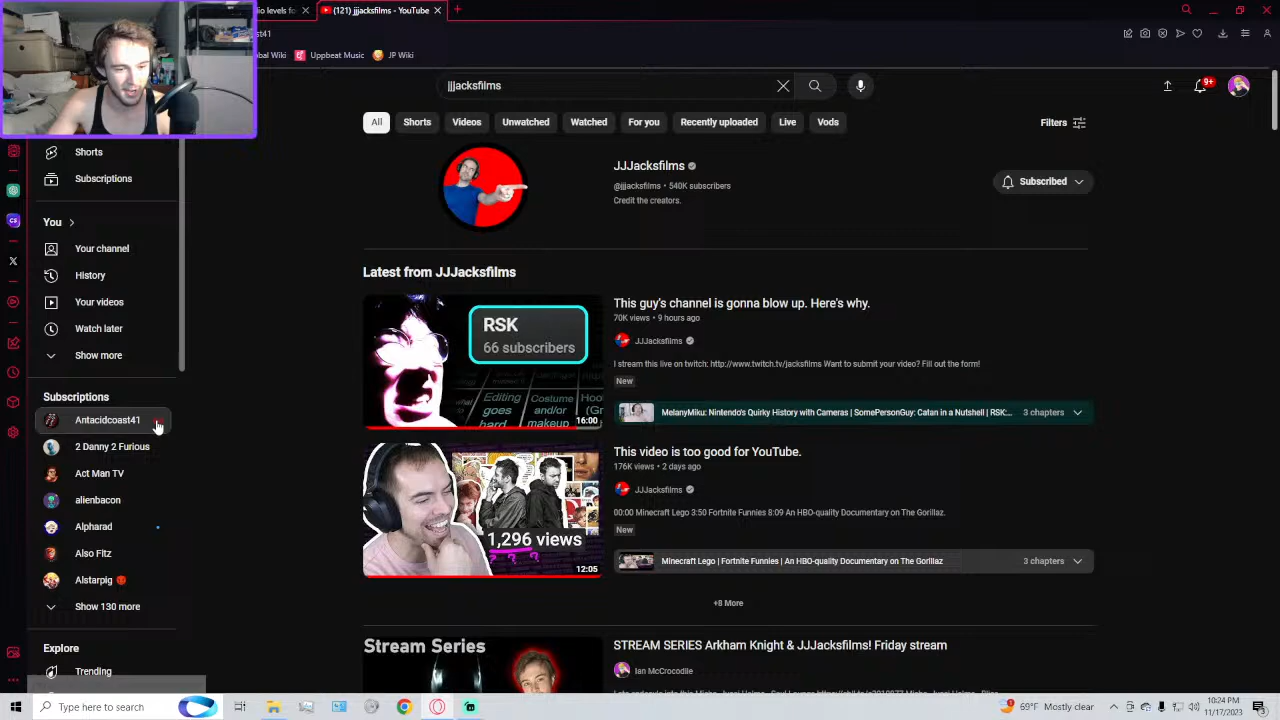 io levels fo
(121) jjjacksfilms - YouTube
st41
bal Wiki
Uppbeat Music
JP Wiki
jjjacksfilms
9+
All
Shorts
Videos
Unwatched
Watched
For you
Recently uploaded
Live
Vods
Filters
Shorts
Subscriptions
You
Your channel
History
Your videos
Watch later
Show more
Subscriptions
Antacidcoast41
2 Danny 2 Furious
Act Man TV
alienbacon
Alpharad
Also Fitz
Alstarpig
Show 130 more
Explore
Trending
JJJacksfilms
@jjjacksfilms • 540K subscribers
Credit the creators.
Subscribed
Latest from JJJacksfilms
RSK
66 subscribers
Editing
goes
hard
Costume
and/or
makeup
16:00
This guy's channel is gonna blow up. Here's why.
70K views • 9 hours ago
JJJacksfilms
I stream this live on twitch: http://www.twitch.tv/jacksfilms Want to submit your video? Fill out the form!
New
MelanyMiku: Nintendo's Quirky History with Cameras | SomePersonGuy: Catan in a Nutshell | RSK:...
3 chapters
1,296 views
? ? ?
12:05
This video is too good for YouTube.
176K views • 2 days ago
JJJacksfilms
00:00 Minecraft Lego 3:50 Fortnite Funnies 8:09 An HBO-quality Documentary on The Gorillaz.
New
Minecraft Lego | Fortnite Funnies | An HBO-quality Documentary on The Gorillaz
3 chapters
+8 More
Stream Series
STREAM SERIES Arkham Knight & JJJacksfilms! Friday stream
Ian McCrocodile
Type here to search
69°F Mostly clear
10:24 PM
11/17/2023